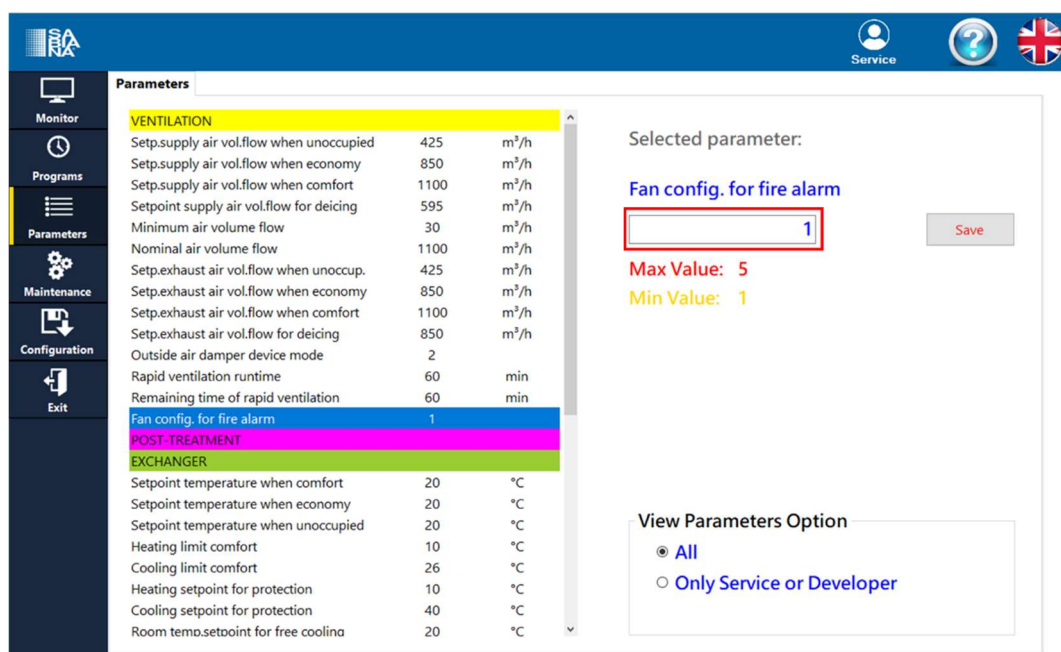 SABNA
Service
?
Monitor
Programs
Parameters
Maintenance
Configuration
Exit
Parameters
VENTILATION
Setp.supply air vol.flow when unoccupied 425 m³/h
Setp.supply air vol.flow when economy 850 m³/h
Setp.supply air vol.flow when comfort 1100 m³/h
Setpoint supply air vol.flow for deicing 595 m³/h
Minimum air volume flow 30 m³/h
Nominal air volume flow 1100 m³/h
Setp.exhaust air vol.flow when unoccup. 425 m³/h
Setp.exhaust air vol.flow when economy 850 m³/h
Setp.exhaust air vol.flow when comfort 1100 m³/h
Setp.exhaust air vol.flow for deicing 850 m³/h
Outside air damper device mode 2
Rapid ventilation runtime 60 min
Remaining time of rapid ventilation 60 min
Fan config. for fire alarm 1
POST-TREATMENT
EXCHANGER
Setpoint temperature when comfort 20 °C
Setpoint temperature when economy 20 °C
Setpoint temperature when unoccupied 20 °C
Heating limit comfort 10 °C
Cooling limit comfort 26 °C
Heating setpoint for protection 10 °C
Cooling setpoint for protection 40 °C
Room temp.setpoint for free cooling 20 °C
Selected parameter:
Fan config. for fire alarm
1
Save
Max Value: 5
Min Value: 1
View Parameters Option
All
Only Service or Developer